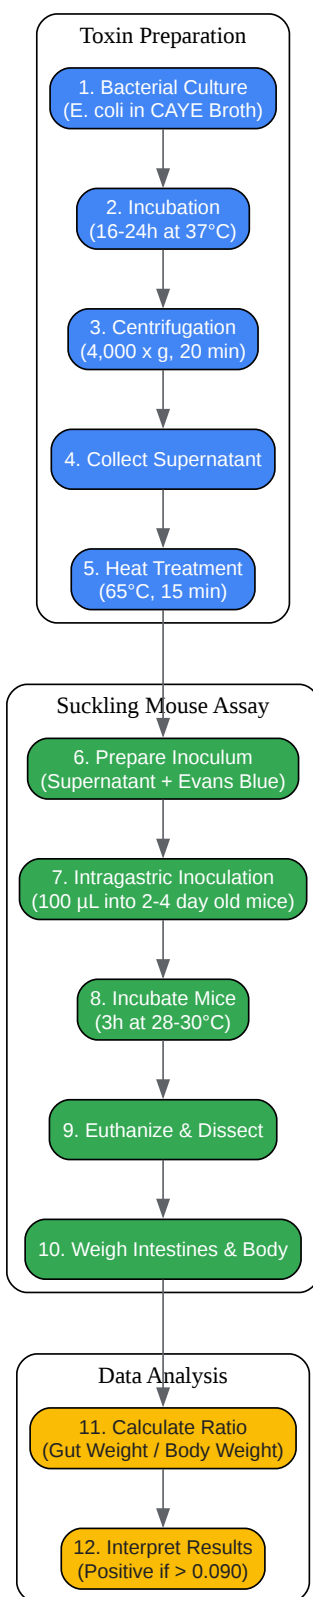 Toxin Preparation
1. Bacterial Culture
(E. coli in CAYE Broth)
2. Incubation
(16-24h at 37°C)
3. Centrifugation
(4,000 x g, 20 min)
4. Collect Supernatant
5. Heat Treatment
(65°C, 15 min)
Suckling Mouse Assay
6. Prepare Inoculum
(Supernatant + Evans Blue)
7. Intragastric Inoculation
(100 µL into 2-4 day old mice)
8. Incubate Mice
(3h at 28-30°C)
9. Euthanize & Dissect
10. Weigh Intestines & Body
Data Analysis
11. Calculate Ratio
(Gut Weight / Body Weight)
12. Interpret Results
(Positive if > 0.090)